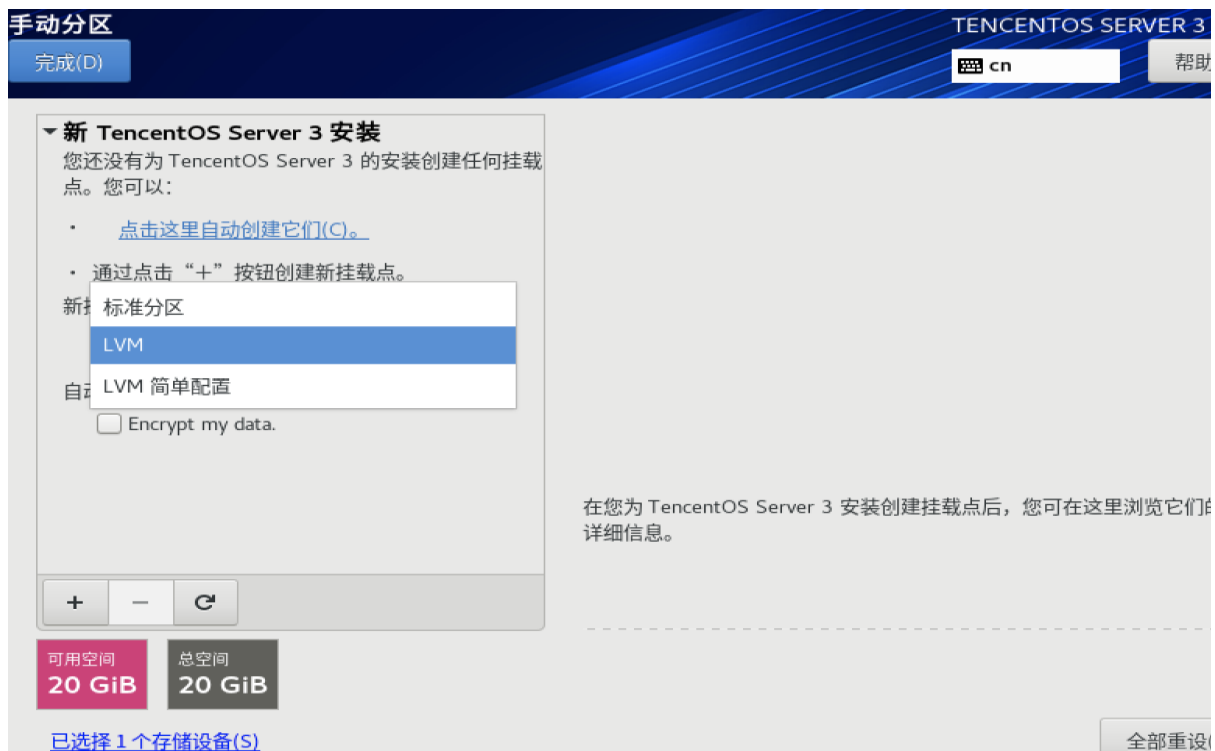 手动分区
TENCENTOS SERVER 3
完成(D)
cn
帮助
新 TencentOS Server 3 安装
您还没有为 TencentOS Server 3 的安装创建任何挂载
点。您可以：
· 点击这里自动创建它们(C)。
· 通过点击“+”按钮创建新挂载点。
新
标准分区
LVM
LVM 简单配置
自
Encrypt my data.
在您为 TencentOS Server 3 安装创建挂载点后，您可在这里浏览它们的
详细信息。
+ −
可用空间
20 GiB
总空间
20 GiB
已选择 1 个存储设备(S)
全部重设(